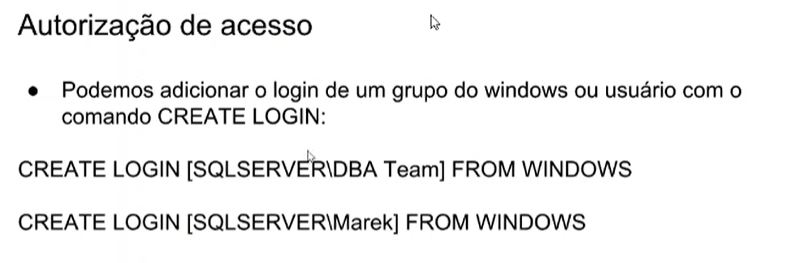 Autorização de acesso
● Podemos adicionar o login de um grupo do windows ou usuário com o
comando CREATE LOGIN:
CREATE LOGIN [SQLSERVER\DBA Team] FROM WINDOWS
CREATE LOGIN [SQLSERVER\Marek] FROM WINDOWS